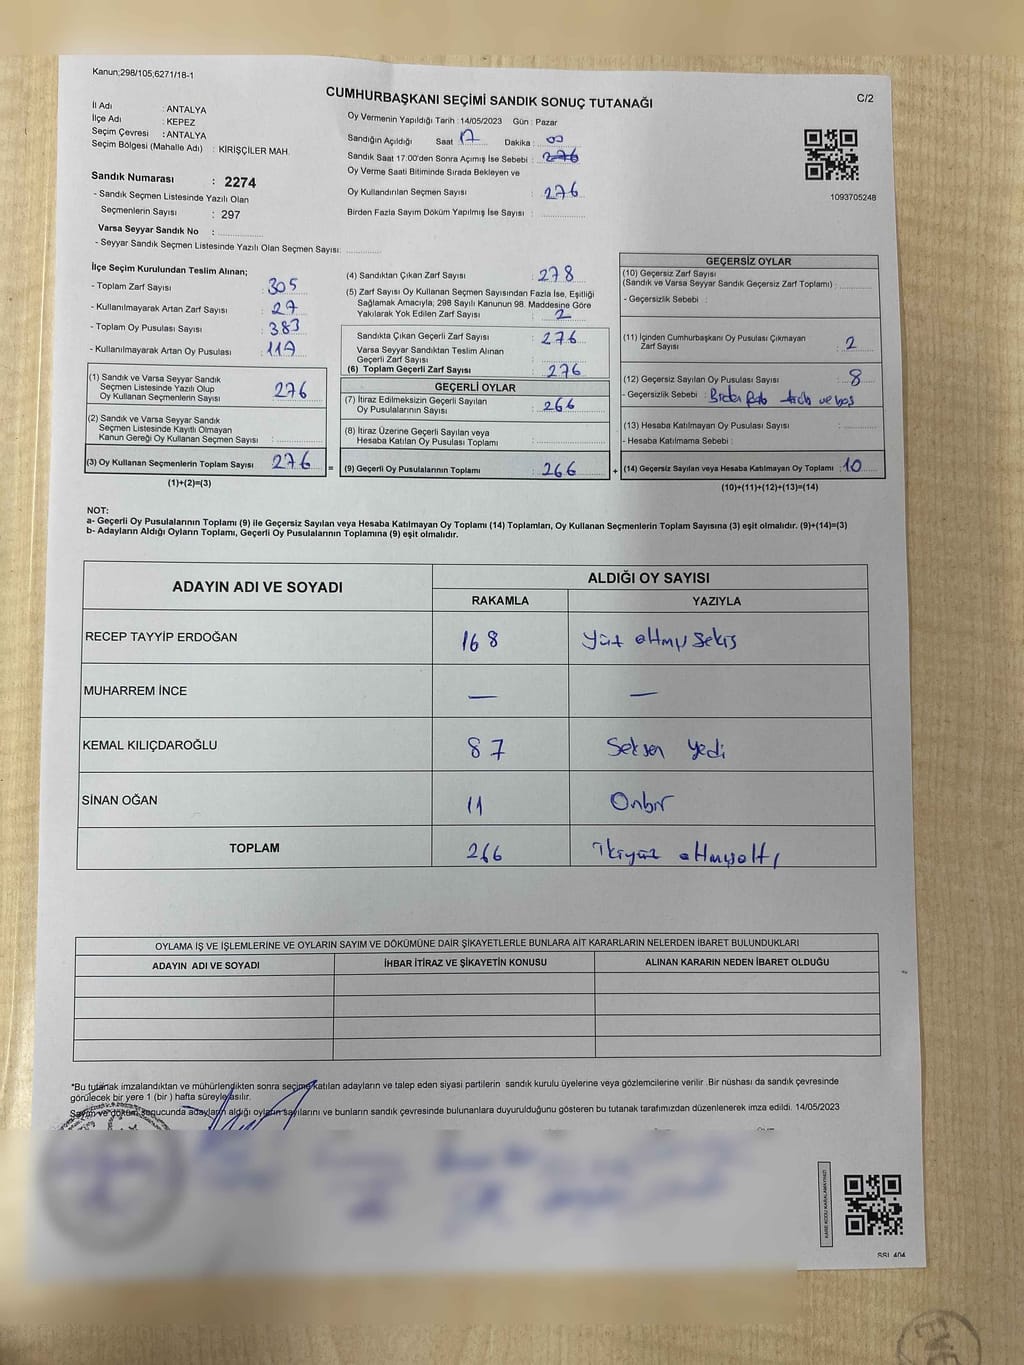 Kanun;298/105;6271/18-1
CUMHURBAŞKANI SEÇİMİ SANDIK SONUÇ TUTANAĞI
C/2
İl Adı : ANTALYA
İlçe Adı : KEPEZ
Seçim Çevresi : ANTALYA
Seçim Bölgesi (Mahalle Adı) : KİRİŞÇİLER MAH.
Sandık Numarası : 2274
- Sandık Seçmen Listesinde Yazılı Olan
Seçmenlerin Sayısı : 297
Varsa Seyyar Sandık No :
- Seyyar Sandık Seçmen Listesinde Yazılı Olan Seçmen Sayısı:
Oy Vermenin Yapıldığı Tarih : 14/05/2023 Gün : Pazar
Sandığın Açıldığı Saat : 17 Dakika : 00
Sandık Saat 17:00'den Sonra Açımış İse Sebebi : 276
Oy Verme Saati Bitiminde Sırada Bekleyen ve
Oy Kullandırılan Seçmen Sayısı : 276
Birden Fazla Sayım Döküm Yapılmış İse Sayısı :
1093705248
İlçe Seçim Kurulundan Teslim Alınan;
- Toplam Zarf Sayısı : 305
- Kullanılmayarak Artan Zarf Sayısı : 27
- Toplam Oy Pusulası Sayısı : 383
- Kullanılmayarak Artan Oy Pusulası : 117
(1) Sandık ve Varsa Seyyar Sandık
Seçmen Listesinde Yazılı Olup
Oy Kullanan Seçmenlerin Sayısı : 276
(2) Sandık ve Varsa Seyyar Sandık
Seçmen Listesinde Kayıtlı Olmayan
Kanun Gereği Oy Kullanan Seçmen Sayısı :
(3) Oy Kullanan Seçmenlerin Toplam Sayısı 276 =
(1)+(2)=(3)
(4) Sandıktan Çıkan Zarf Sayısı : 278
(5) Zarf Sayısı Oy Kullanan Seçmen Sayısından Fazla İse, Eşitliği
Sağlamak Amacıyla; 298 Sayılı Kanunun 98. Maddesine Göre
Yakılarak Yok Edilen Zarf Sayısı : 2
Sandıkta Çıkan Geçerli Zarf Sayısı : 276
Varsa Seyyar Sandıktan Teslim Alınan
Geçerli Zarf Sayısı :
(6) Toplam Geçerli Zarf Sayısı : 276
GEÇERLİ OYLAR
(7) İtiraz Edilmeksizin Geçerli Sayılan
Oy Pusulalarının Sayısı : 266
(8) İtiraz Üzerine Geçerli Sayılan veya
Hesaba Katılan Oy Pusulası Toplamı :
(9) Geçerli Oy Pusulalarının Toplamı : 266 +
GEÇERSİZ OYLAR
(10) Geçersiz Zarf Sayısı
(Sandık ve Varsa Seyyar Sandık Geçersiz Zarf Toplamı) :
- Geçersizlik Sebebi :
(11) İçinden Cumhurbaşkanı Oy Pusulası Çıkmayan
Zarf Sayısı : 2
(12) Geçersiz Sayılan Oy Pusulası Sayısı : 8
- Geçersizlik Sebebi :
(13) Hesaba Katılmayan Oy Pusulası Sayısı :
- Hesaba Katılmama Sebebi :
(14) Geçersiz Sayılan veya Hesaba Katılmayan Oy Toplamı : 10
(10)+(11)+(12)+(13)=(14)
NOT:
a- Geçerli Oy Pusulalarının Toplamı (9) ile Geçersiz Sayılan veya Hesaba Katılmayan Oy Toplamı (14) Toplamları, Oy Kullanan Seçmenlerin Toplam Sayısına (3) eşit olmalıdır. (9)+(14)=(3)
b- Adayların Aldığı Oyların Toplamı, Geçerli Oy Pusulalarının Toplamına (9) eşit olmalıdır.
ADAYIN ADI VE SOYADI
ALDIĞI OY SAYISI
RAKAMLA YAZIYLA
RECEP TAYYİP ERDOĞAN 168 Yüz altmış sekiz
MUHARREM İNCE — —
KEMAL KILIÇDAROĞLU 87 Seksen yedi
SİNAN OĞAN 11 Onbir
TOPLAM 266 ikiyüz altmışaltı
OYLAMA İŞ VE İŞLEMLERİNE VE OYLARIN SAYIM VE DÖKÜMÜNE DAİR ŞİKAYETLERLE BUNLARA AİT KARARLARIN NELERDEN İBARET BULUNDUKLARI
ADAYIN ADI VE SOYADI İHBAR İTİRAZ VE ŞİKAYETİN KONUSU ALINAN KARARIN NEDEN İBARET OLDUĞU
*Bu tutanak imzalandıktan ve mühürlendikten sonra seçime katılan adayların ve talep eden siyasi partilerin sandık kurulu üyelerine veya gözlemcilerine verilir .Bir nüshası da sandık çevresinde
görülecek bir yere 1 (bir ) hafta süreyle asılır.
Sayım ve döküm sonucunda adayların aldığı oyların sayılarını ve bunların sandık çevresinde bulunanlara duyurulduğunu gösteren bu tutanak tarafımızdan düzenlenerek imza edildi. 14/05/2023